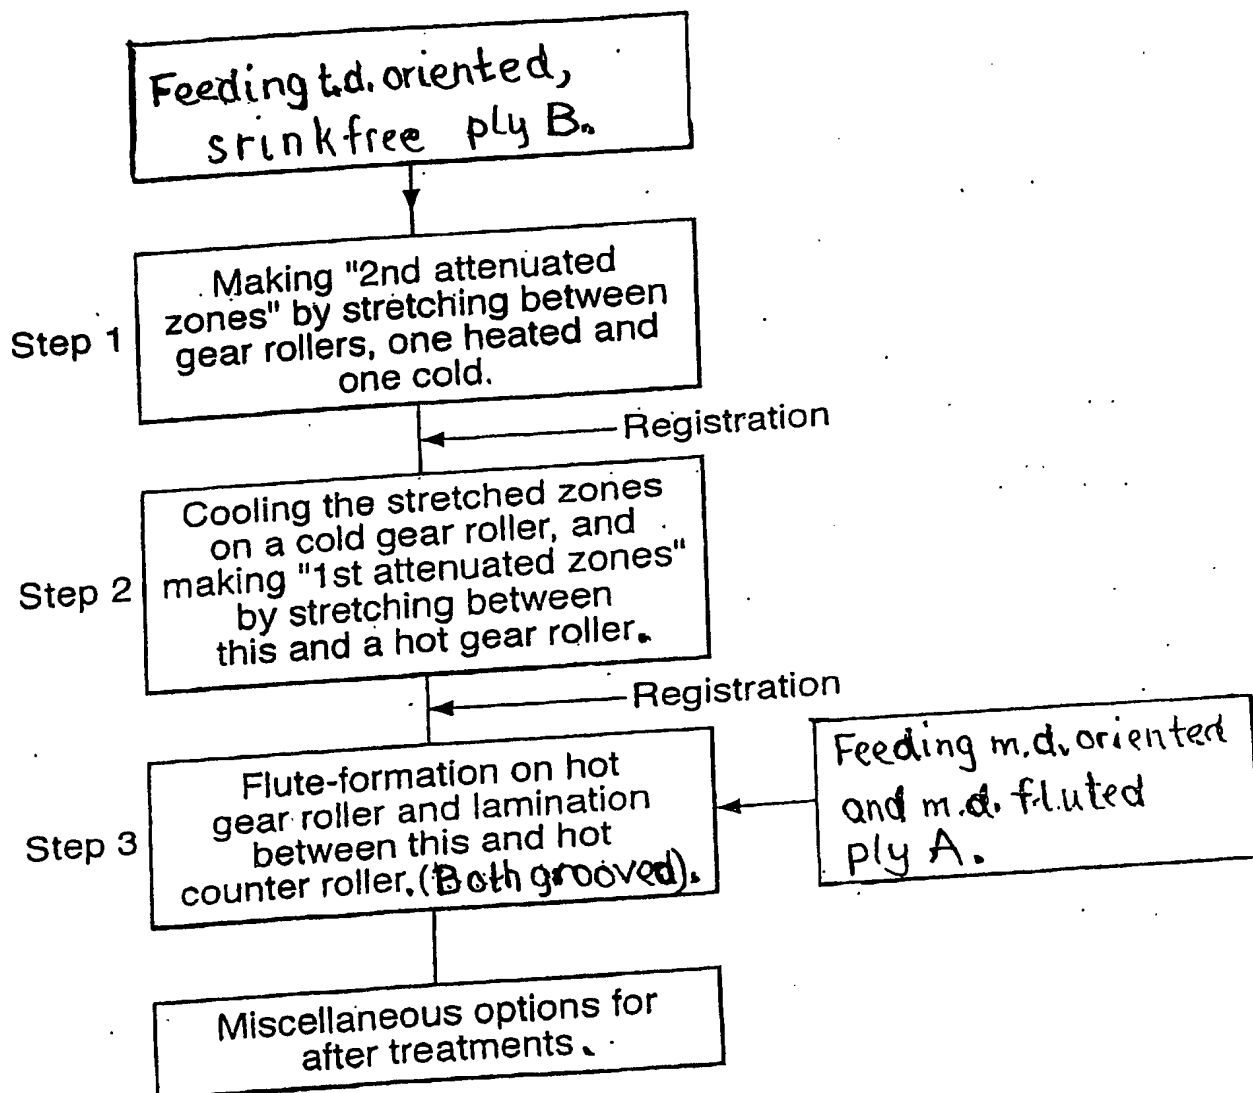 Feeding t.d. oriented,
srinkfree ply B.
Step 1
Making "2nd attenuated
zones" by stretching between
gear rollers, one heated and
one cold.
Registration
Step 2
Cooling the stretched zones
on a cold gear roller, and
making "1st attenuated zones"
by stretching between
this and a hot gear roller.
Registration
Step 3
Flute-formation on hot
gear roller and lamination
between this and hot
counter roller. (Both grooved).
Feeding m.d. oriented
and m.d. fluted
ply A.
Miscellaneous options for
after treatments.